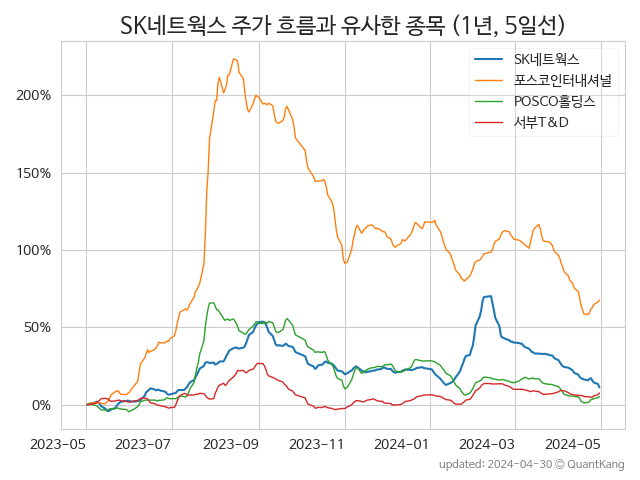 SK네트웍스 주가 흐름과 유사한 종목 (1년, 5일선)
SK네트웍스
포스코인터내셔널
POSCO홀딩스
서부T&D
200%
150%
100%
50%
0%
2023-05 2023-07 2023-09 2023-11 2024-01 2024-03 2024-05
updated: 2024-04-30 © QuantKang